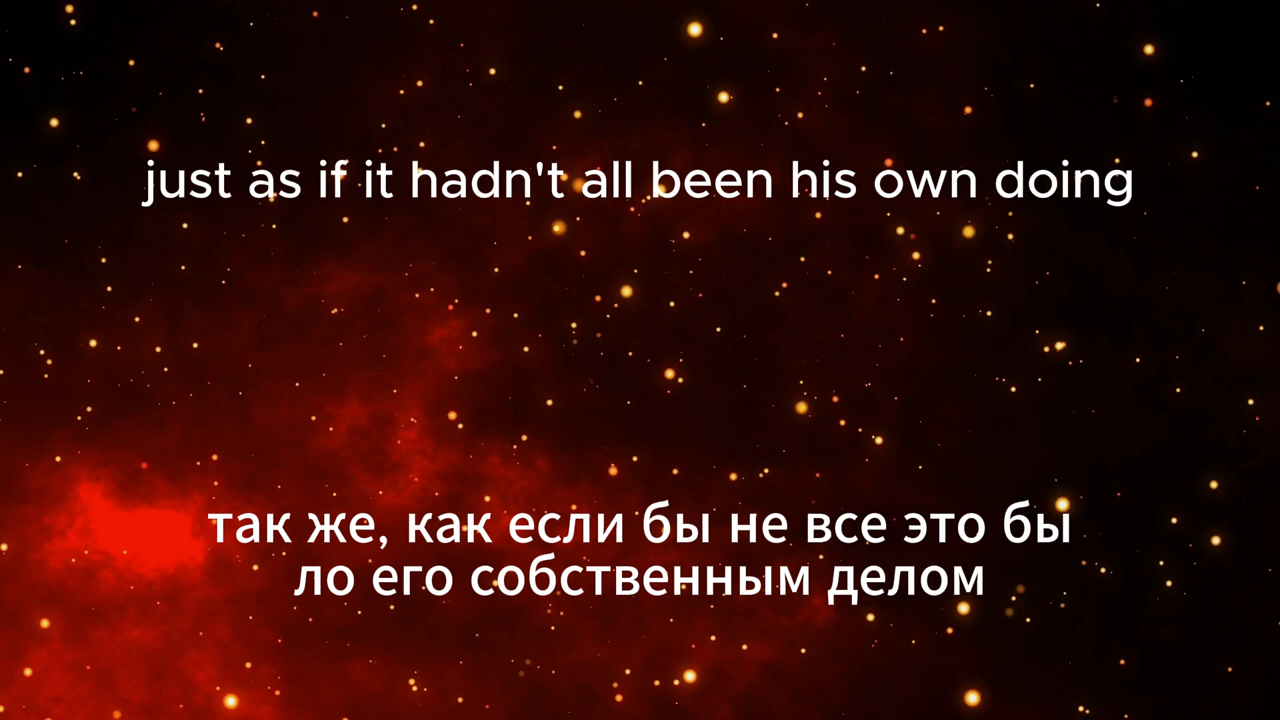 just as if it hadn't all been his own doing
так же, как если бы не все это бы
ло его собственным делом